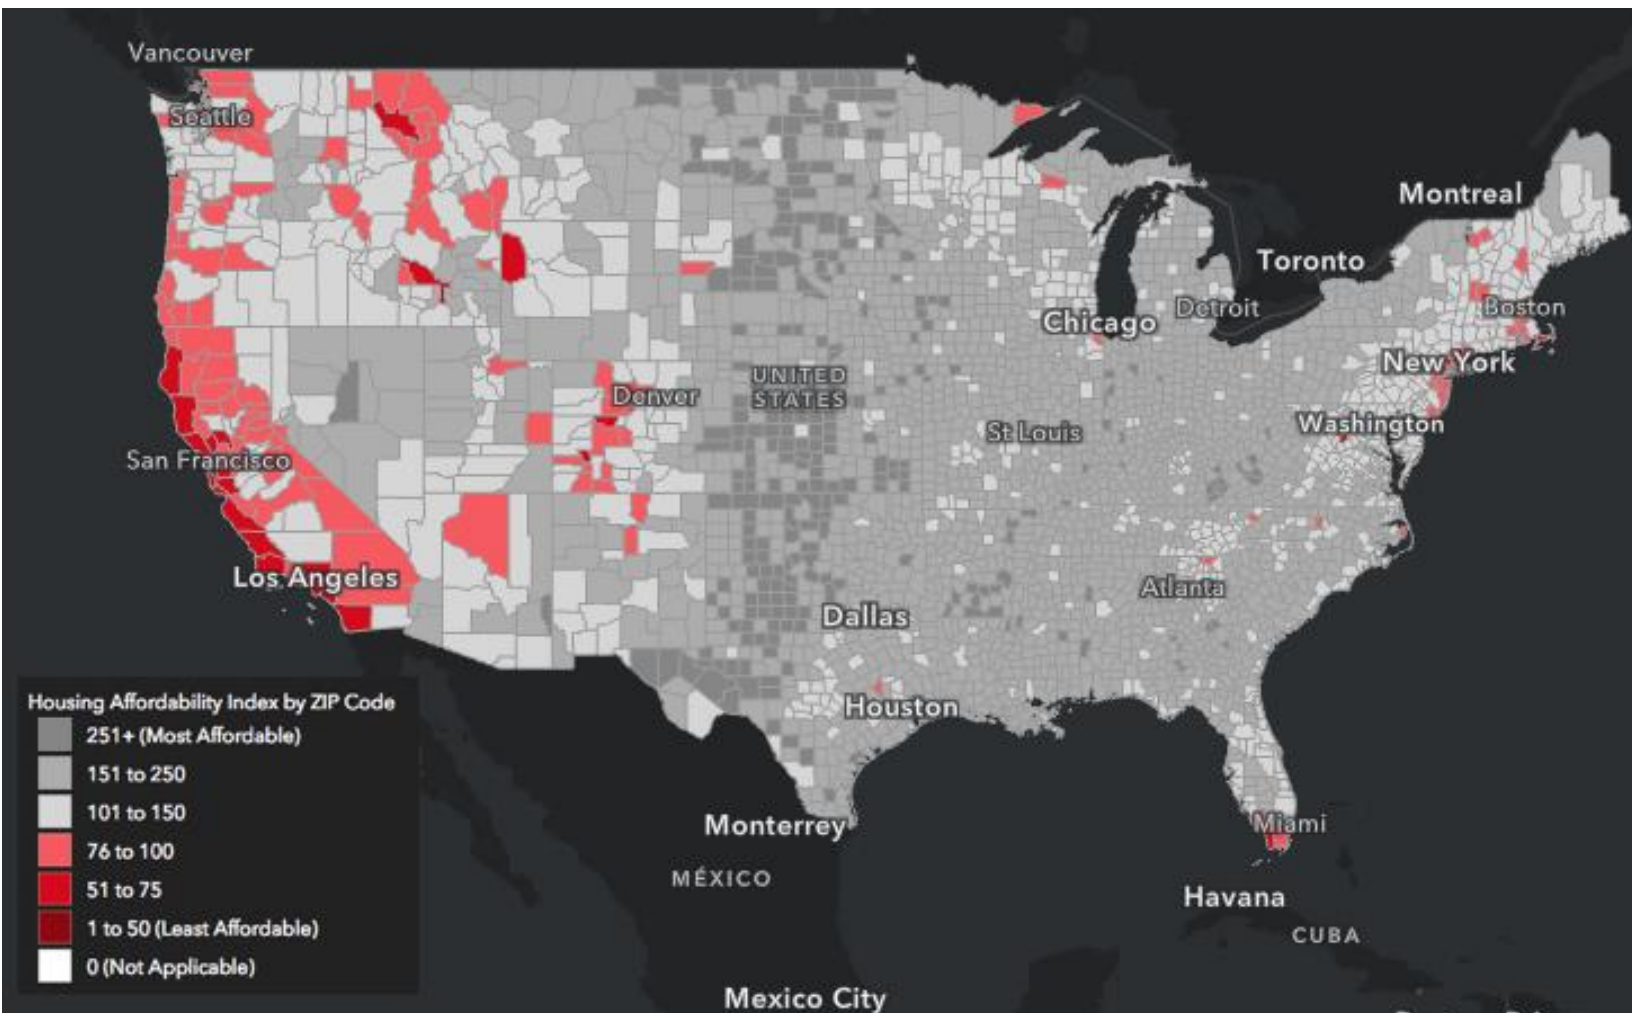 Vancouver
Seattle
Montreal
Toronto
Detroit
Boston
Chicago
New York
UNITED
STATES
Denver
Washington
St Louis
San Francisco
Los Angeles
Atlanta
Dallas
Houston
Miami
Monterrey
MÉXICO
Havana
CUBA
Mexico City
Housing Affordability Index by ZIP Code
251+ (Most Affordable)
151 to 250
101 to 150
76 to 100
51 to 75
1 to 50 (Least Affordable)
0 (Not Applicable)